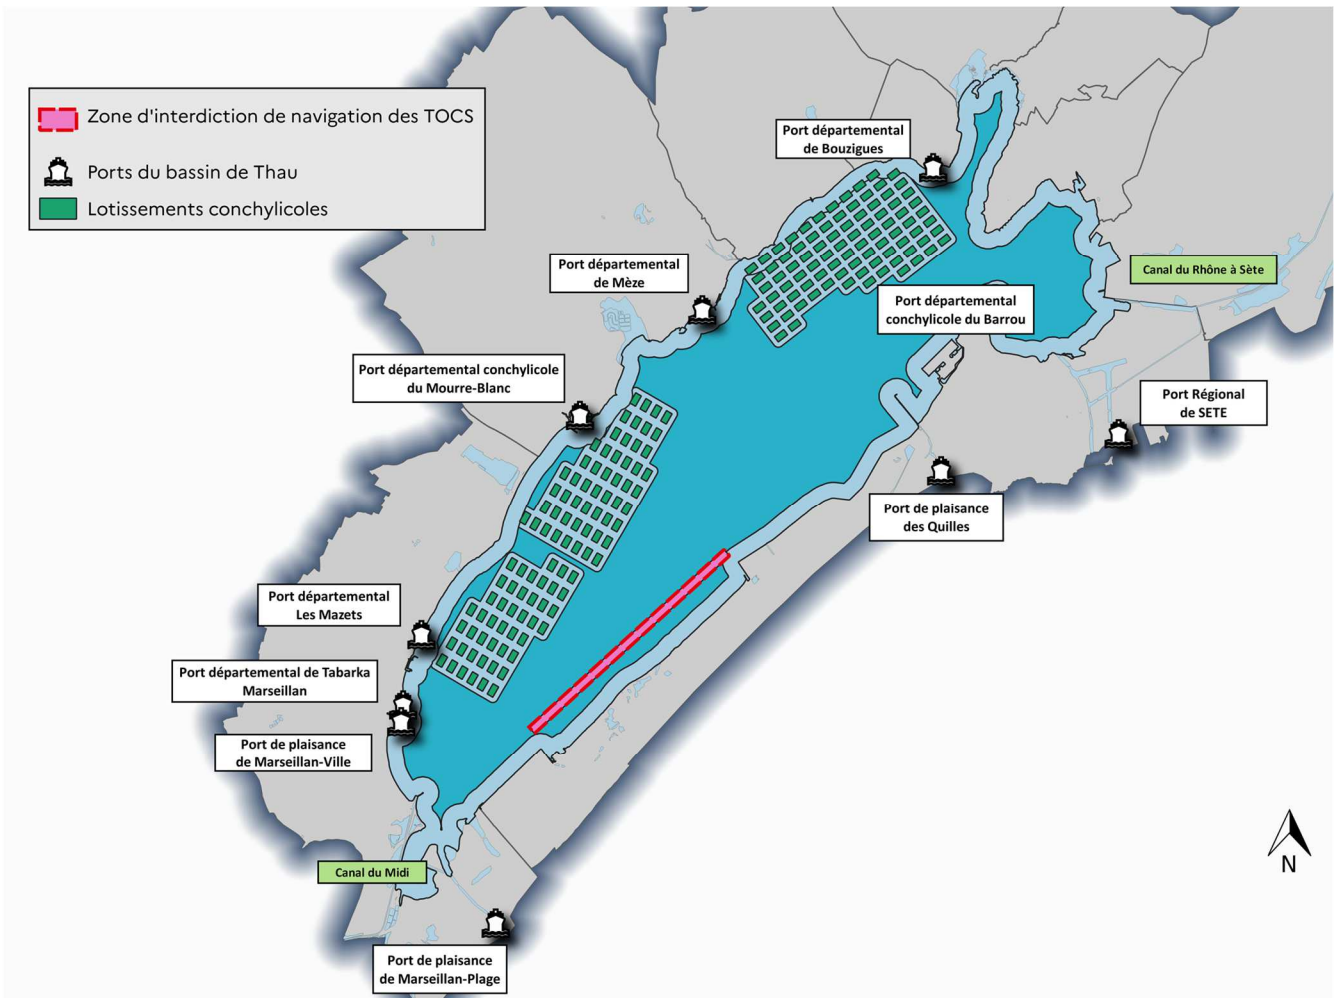 Zone d'interdiction de navigation des TOCS
Ports du bassin de Thau
Lotissements conchylicoles
Port départemental
de Bouzigues
Port départemental
de Mèze
Canal du Rhône à Sète
Port départemental
conchylicole du Barrou
Port départemental conchylicole
du Mourre-Blanc
Port Régional
de SETE
Port de plaisance
des Quilles
Port départemental
Les Mazets
Port départemental de Tabarka
Marseillan
Port de plaisance
de Marseillan-Ville
Canal du Midi
N
Port de plaisance
de Marseillan-Plage